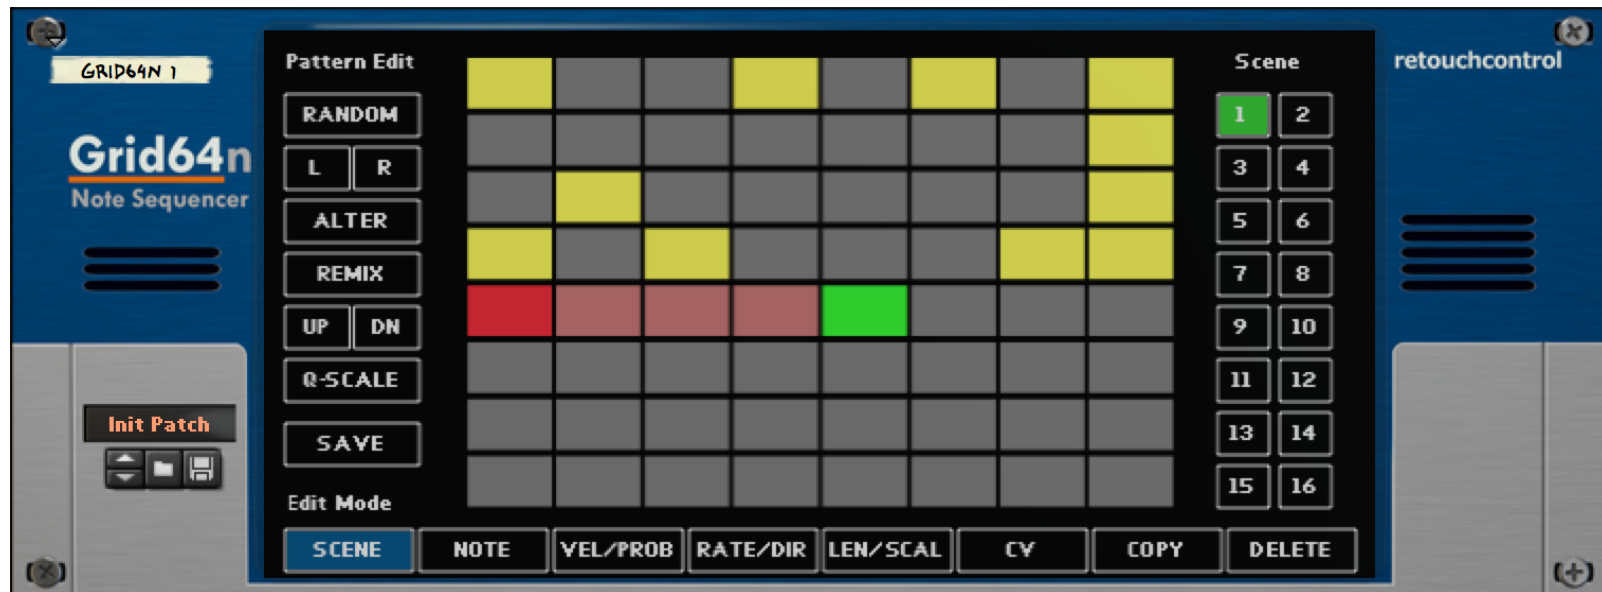 GRID64N 1
Grid64n
Note Sequencer
Init Patch
Pattern Edit
RANDOM
L R
ALTER
REMIX
UP DN
Q-SCALE
SAVE
Edit Mode
SCENE NOTE VEL/PROB RATE/DIR LEN/SCAL CV COPY DELETE
Scene
1 2
3 4
5 6
7 8
9 10
11 12
13 14
15 16
retouchcontrol